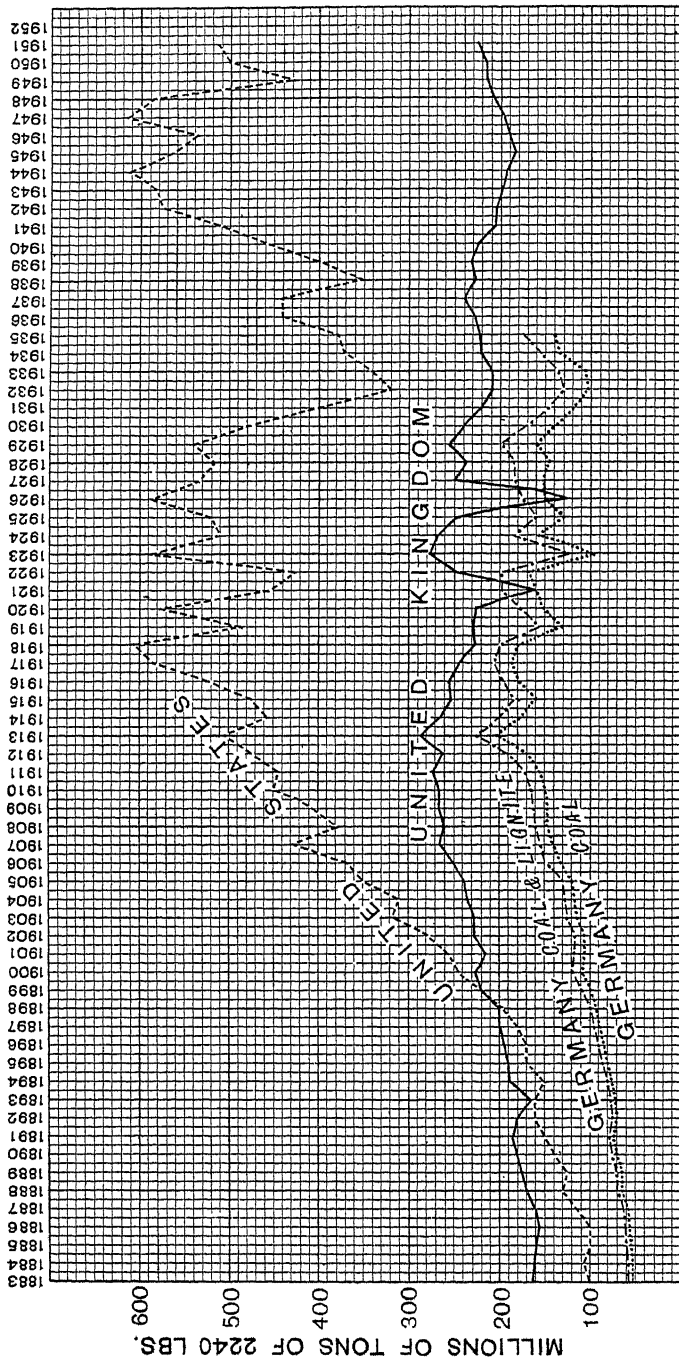 1883 1884 1885 1886 1887 1888 1889 1890 1891 1892 1893 1894 1895 1896 1897 1898 1899 1900 1901 1902 1903 1904 1905 1906 1907 1908 1909 1910 1911 1912 1913 1914 1915 1916 1917 1918 1919 1920 1921 1922 1923 1924 1925 1926 1927 1928 1929 1930 1931 1932 1933 1934 1935 1936 1937 1938 1939 1940 1941 1942 1943 1944 1945 1946 1947 1948 1949 1950 1951 1952
MILLIONS OF TONS OF 2240 LBS.
600
500
400
300
200
100
UNITED STATES
UNITED KINGDOM
GERMANY COAL & LIGNITE
GERMANY COAL